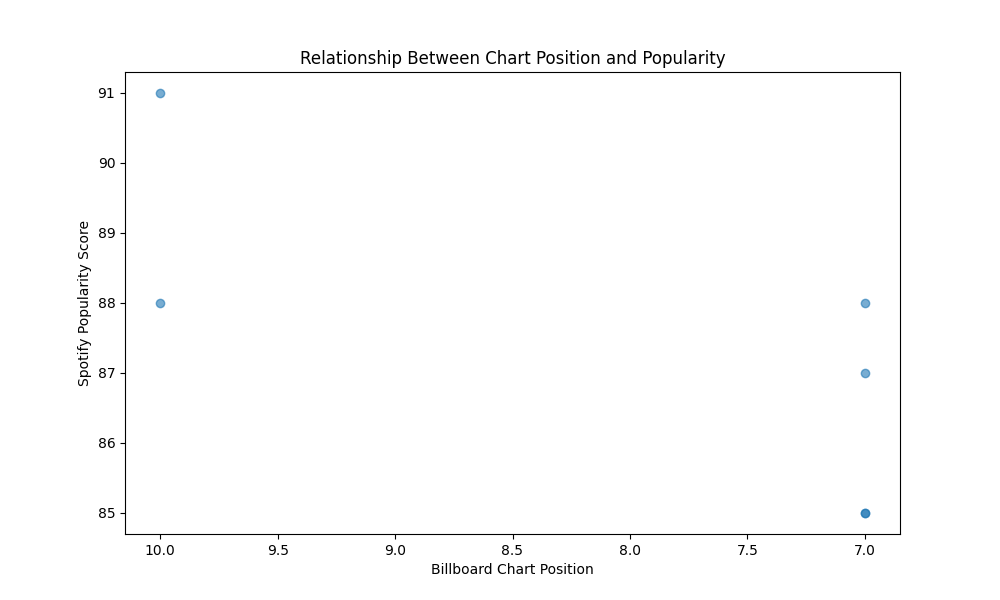 Relationship Between Chart Position and Popularity
91
90
89
88
87
86
85
Spotify Popularity Score
10.0 9.5 9.0 8.5 8.0 7.5 7.0
Billboard Chart Position